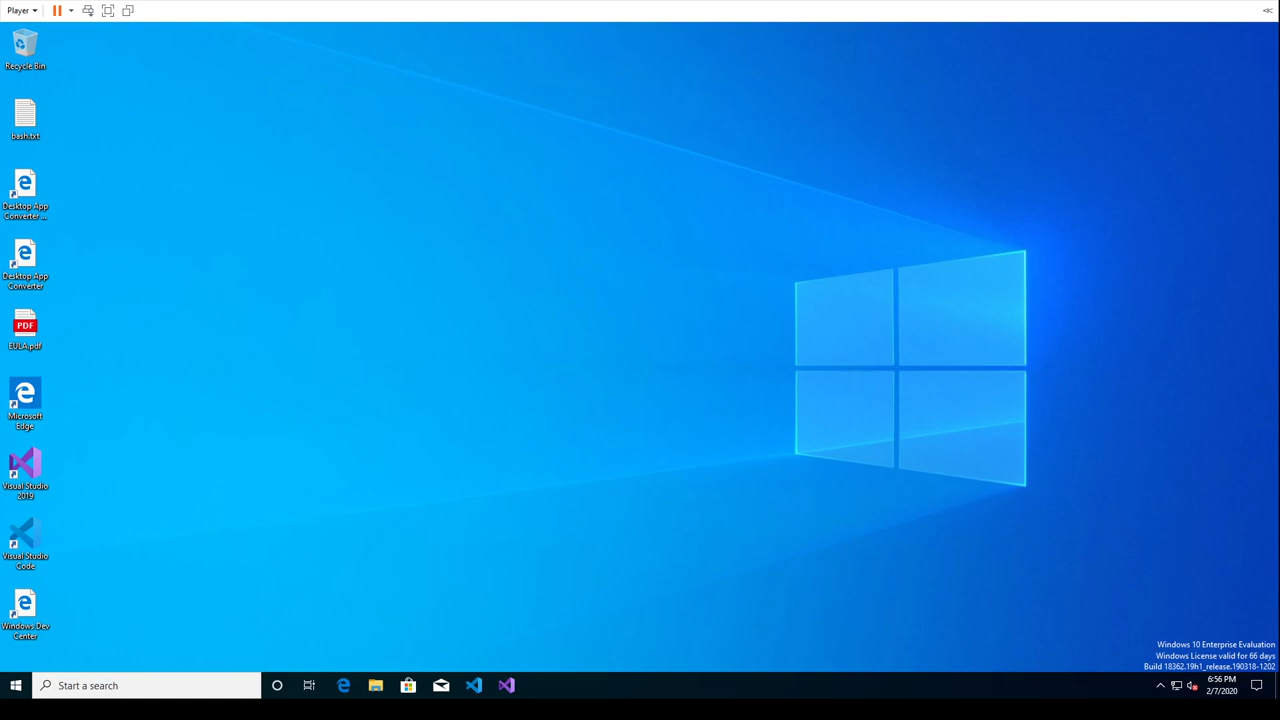 Player
Recycle Bin
bash.txt
Desktop App
Converter ...
Desktop App
Converter
PDF
EULA.pdf
Microsoft
Edge
Visual Studio
2019
Visual Studio
Code
Windows Dev
Center
Windows 10 Enterprise Evaluation
Windows License valid for 66 days
Build 18362.19h1_release.190318-1202
Start a search
6:56 PM
2/7/2020